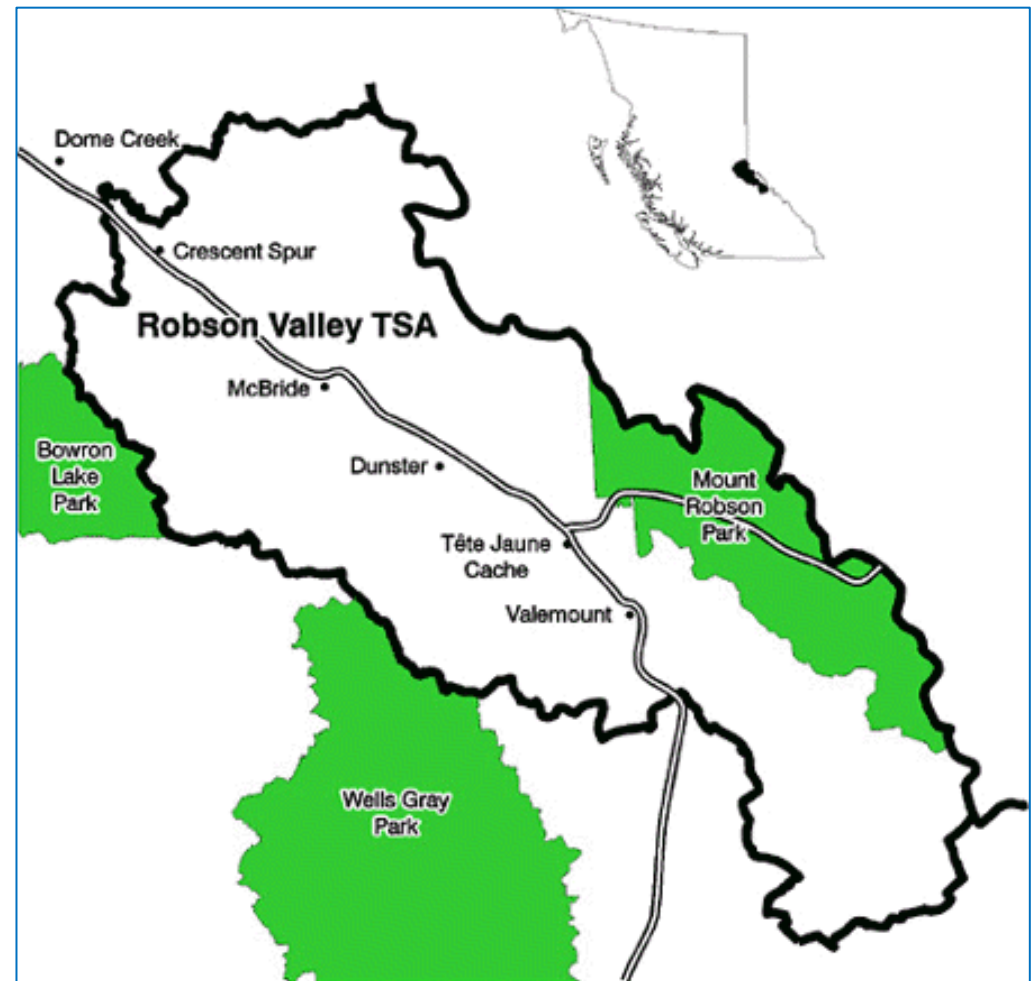 Dome Creek
Crescent Spur
Robson Valley TSA
McBride
Bowron
Lake
Park
Dunster
Mount
Robson
Park
Tête Jaune
Cache
Valemount
Wells Gray
Park